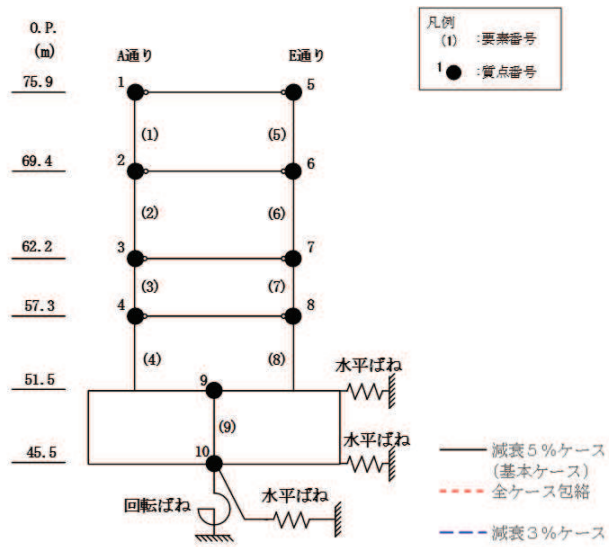 O.P.
(m)
A通り
E通り
凡例
(1) :要素番号
1 :質点番号
75.9
1
5
(1)
(5)
69.4
2
6
(2)
(6)
62.2
3
7
(3)
(7)
57.3
4
8
(4)
(8)
水平ばね
51.5
9
(9)
水平ばね
45.5
10
回転ばね
水平ばね
減衰5%ケース
(基本ケース)
全ケース包絡
減衰3%ケース